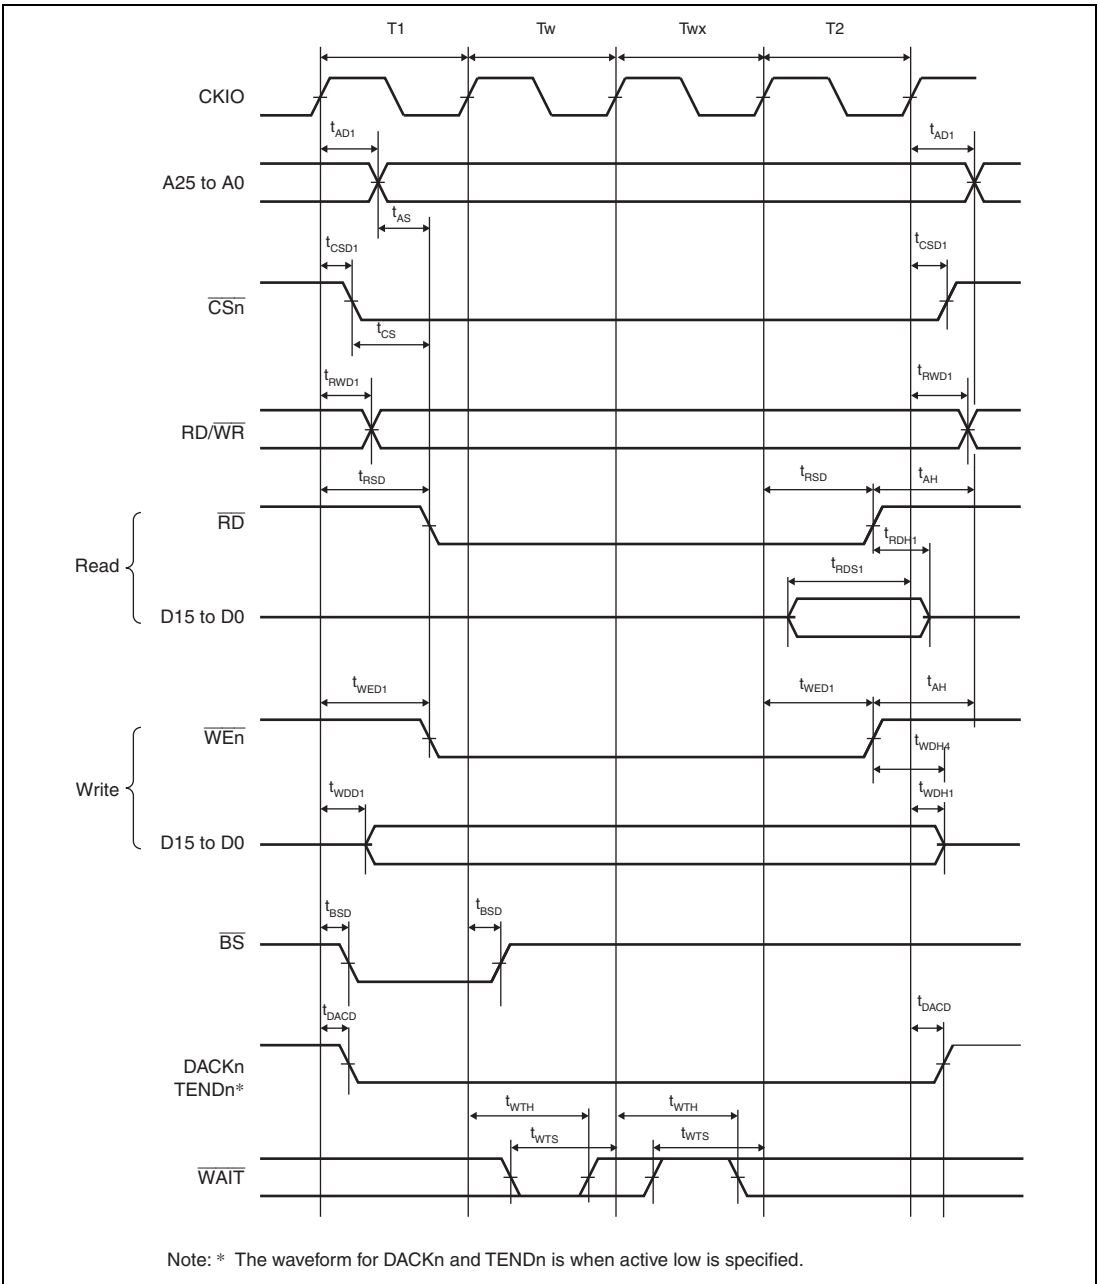 T1 Tw Twx T2
CKIO
tAD1 tAD1
A25 to A0
tAS
tCSD1 tCSD1
CSn
tCS
tRWD1 tRWD1
RD/WR
tRSD tRSD tAH
RD
tRDH1
Read
tRDS1
D15 to D0
tWED1 tWED1 tAH
WEn
tWDH4
Write
tWDD1 tWDH1
D15 to D0
tBSD tBSD
BS
tDACD tDACD
DACKn
TENDn*
tWTH tWTH
tWTS tWTS
WAIT
Note: * The waveform for DACKn and TENDn is when active low is specified.